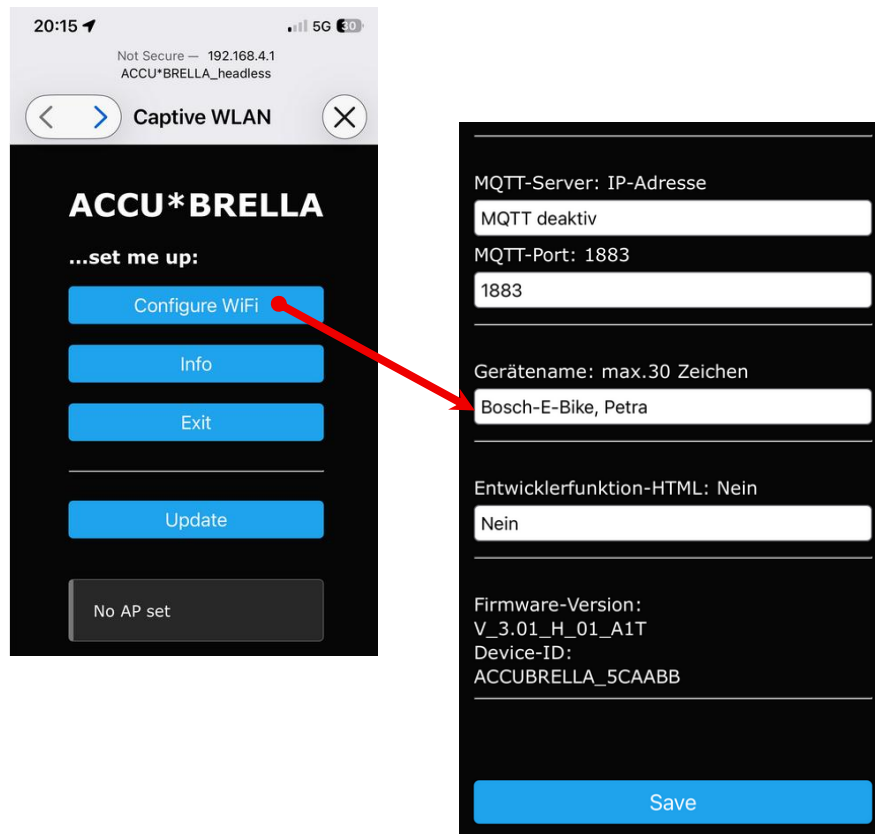 20:15
5G 30
Not Secure — 192.168.4.1
ACCU*BRELLA_headless
Captive WLAN
ACCU*BRELLA
...set me up:
Configure WiFi
Info
Exit
Update
No AP set
MQTT-Server: IP-Adresse
MQTT deaktiv
MQTT-Port: 1883
1883
Gerätename: max.30 Zeichen
Bosch-E-Bike, Petra
Entwicklerfunktion-HTML: Nein
Nein
Firmware-Version:
V_3.01_H_01_A1T
Device-ID:
ACCUBRELLA_5CAABB
Save